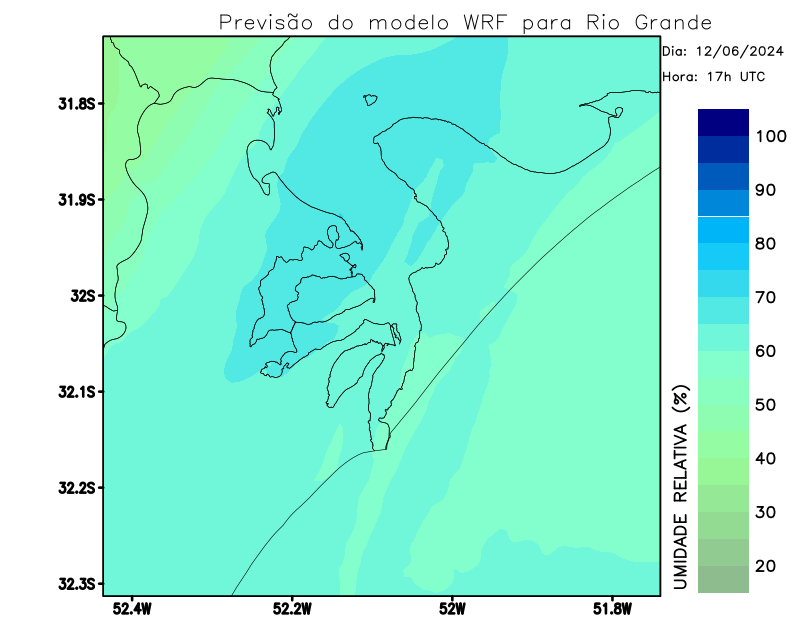 Previsão do modelo WRF para Rio Grande
Dia: 12/06/2024
Hora: 17h UTC
31.8S
31.9S
32S
32.1S
32.2S
32.3S
52.4W
52.2W
52W
51.8W
100
90
80
70
60
50
40
30
20
UMIDADE RELATIVA (%)